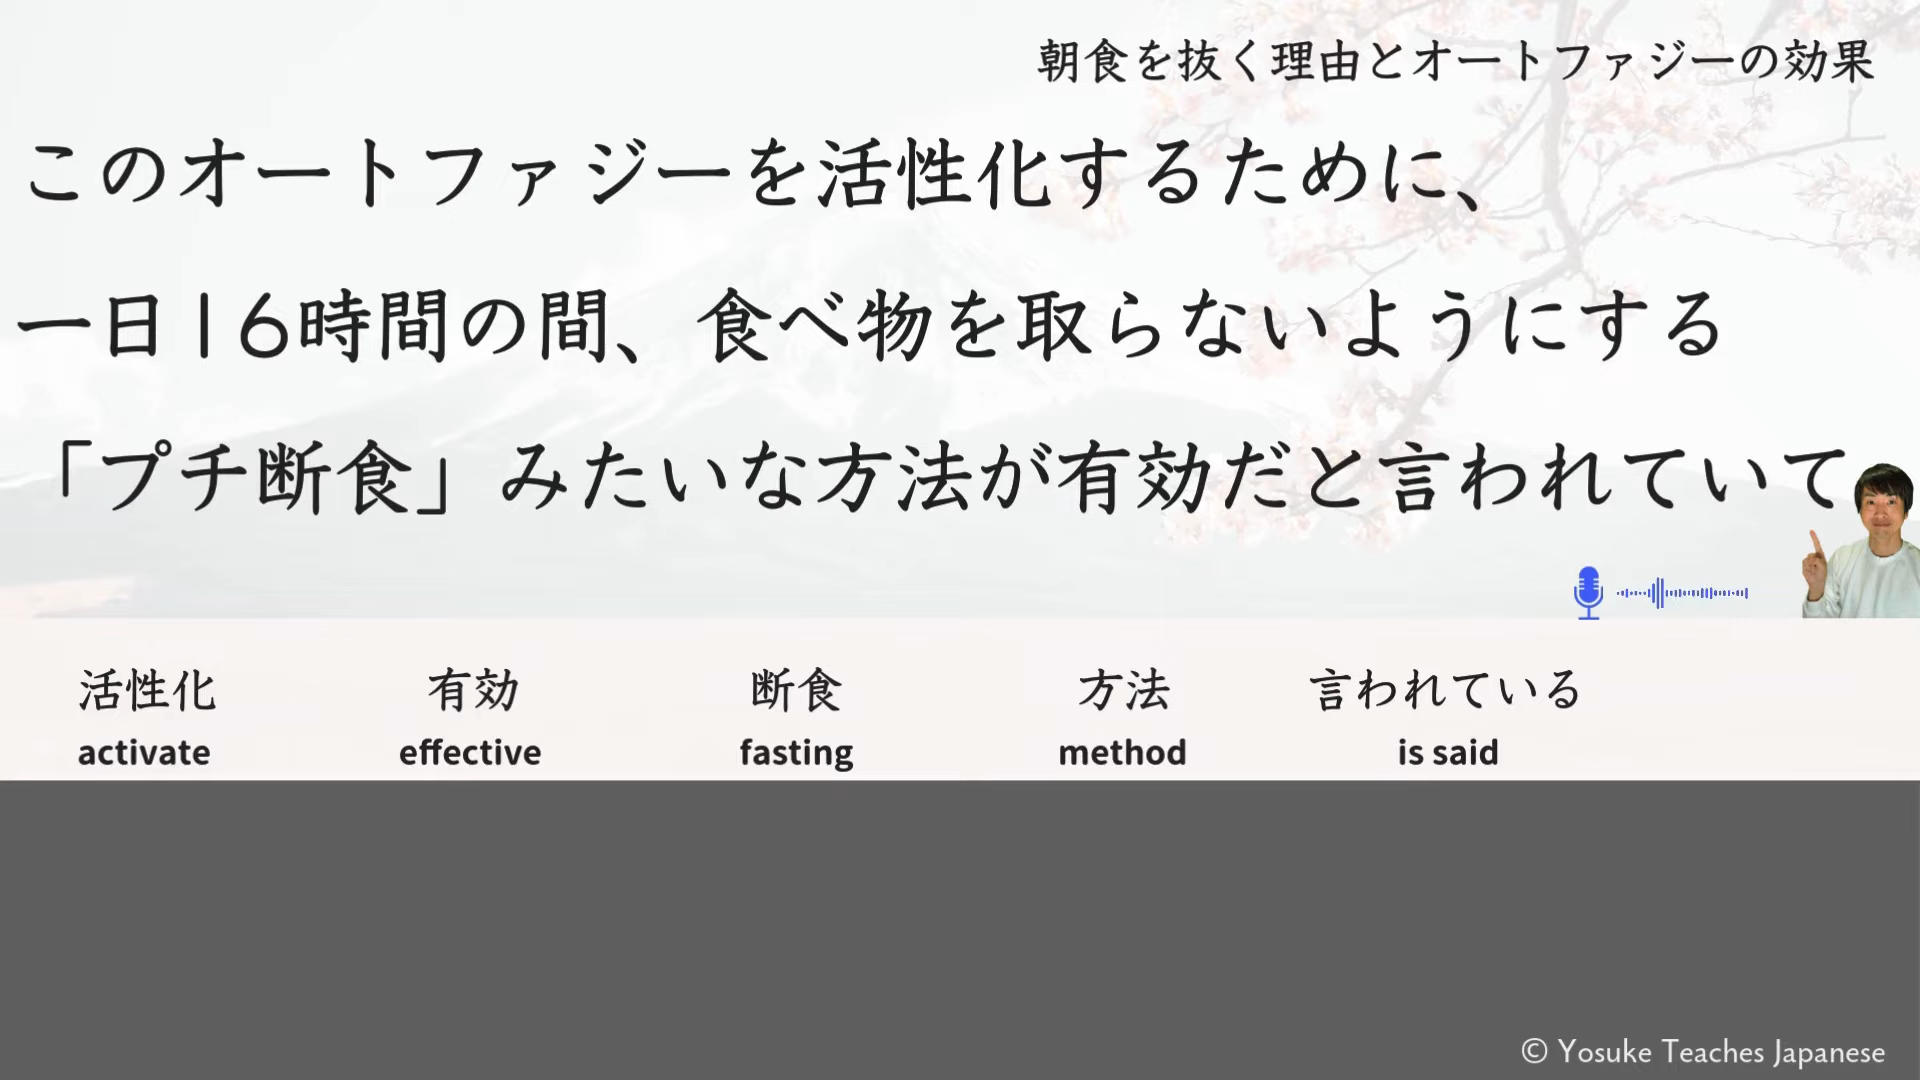 朝食を抜く理由とオートファジーの効果
このオートファジーを活性化するために、
一日16時間の間、食べ物を取らないようにする
「プチ断食」みたいな方法が有効だと言われていて
活性化 有効 断食 方法 言われている
activate effective fasting method is said
© Yosuke Teaches Japanese